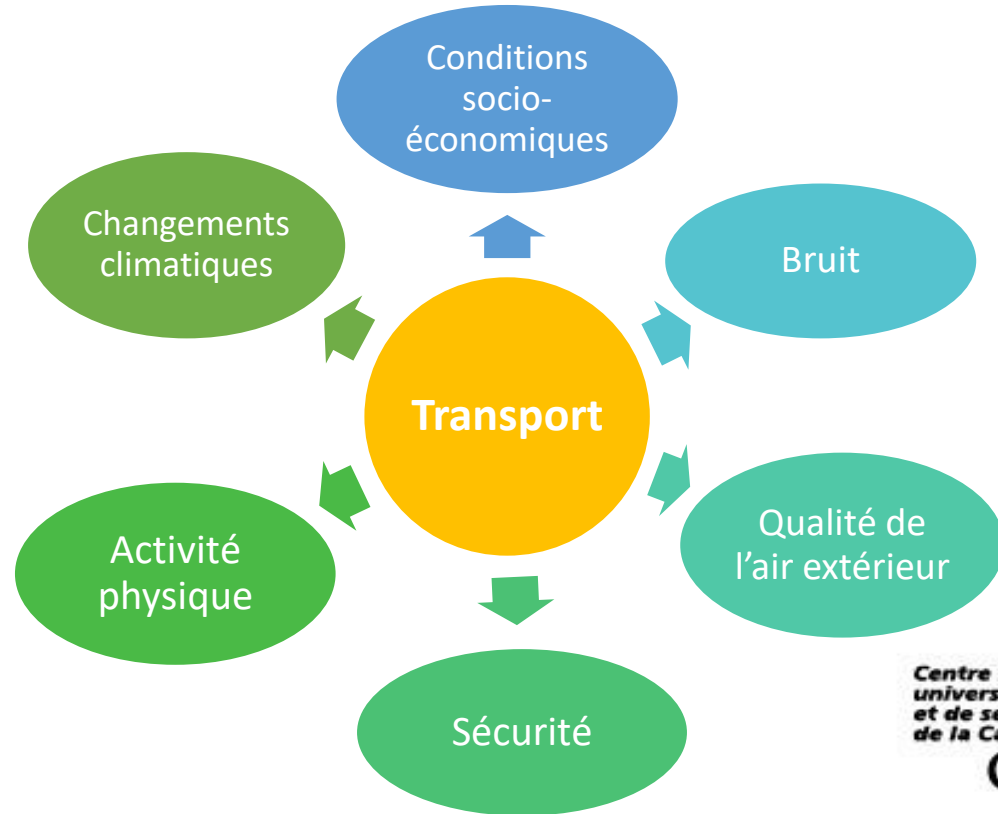 Conditions
socio-
économiques
Changements
climatiques
Bruit
Transport
Activité
physique
Qualité de
l’air extérieur
Sécurité
Centre
univers
et de s
de la C